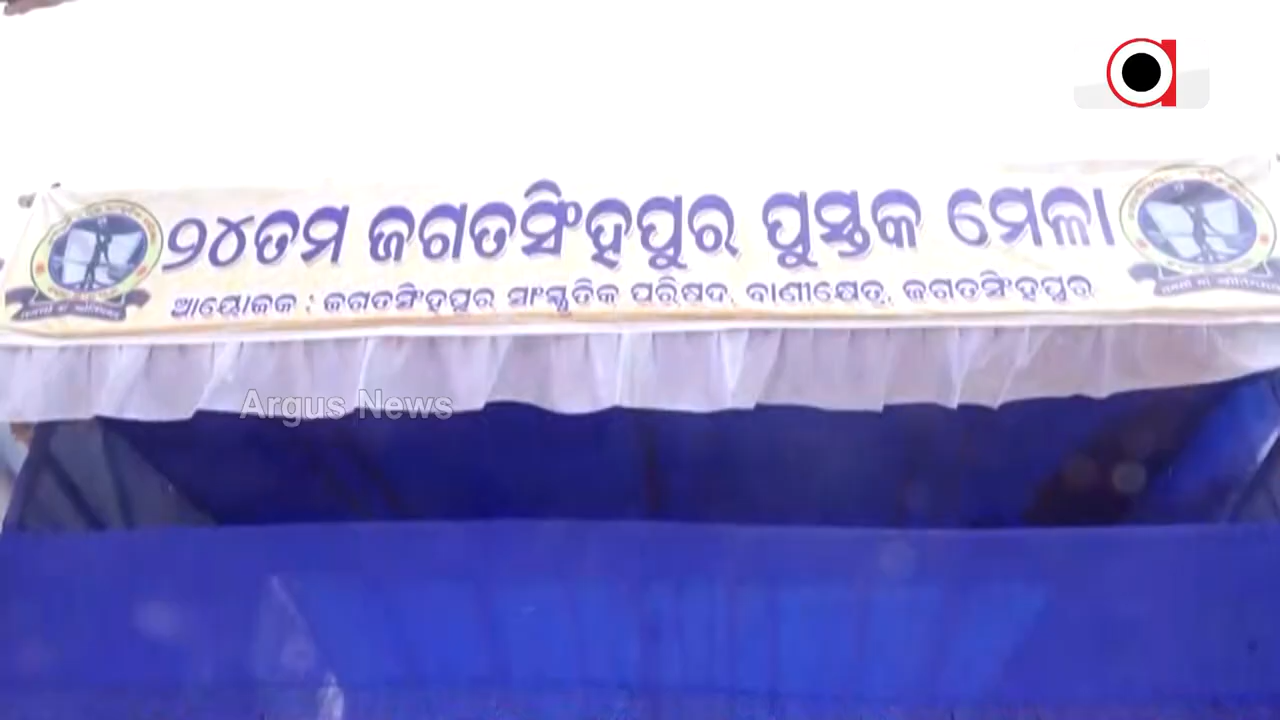 ୨୪ତମ ଜଗତସିଂହପୁର ପୁସ୍ତକ ମେଳା
ଆୟୋଜକ : ଜଗତସିଂହପୁର ସାଂସ୍କୃତିକ ପରିଷଦ, ବାଣୀକ୍ଷେତ୍ର, ଜଗତସିଂହପୁର
Argus News